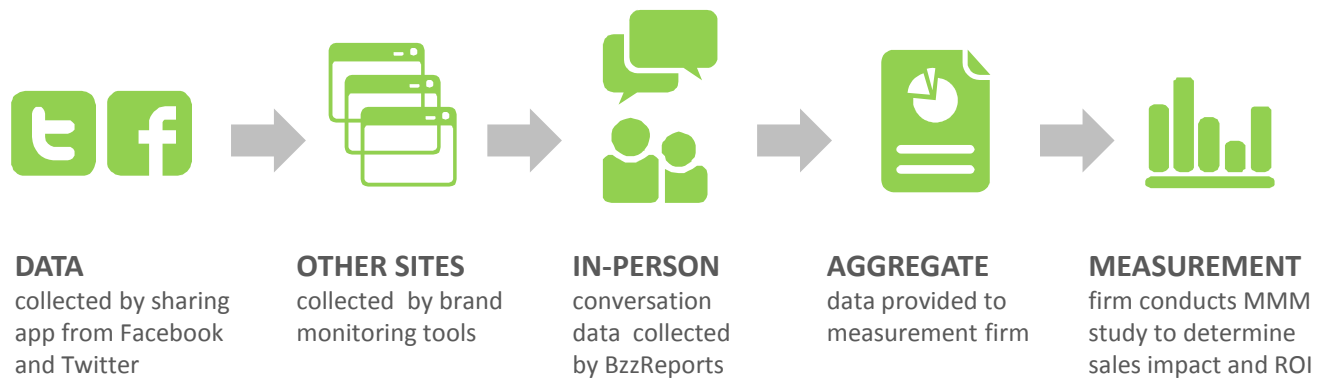 DATA
collected by sharing
app from Facebook
and Twitter
OTHER SITES
collected by brand
monitoring tools
IN-PERSON
conversation
data collected
by BzzReports
AGGREGATE
data provided to
measurement firm
MEASUREMENT
firm conducts MMM
study to determine
sales impact and ROI